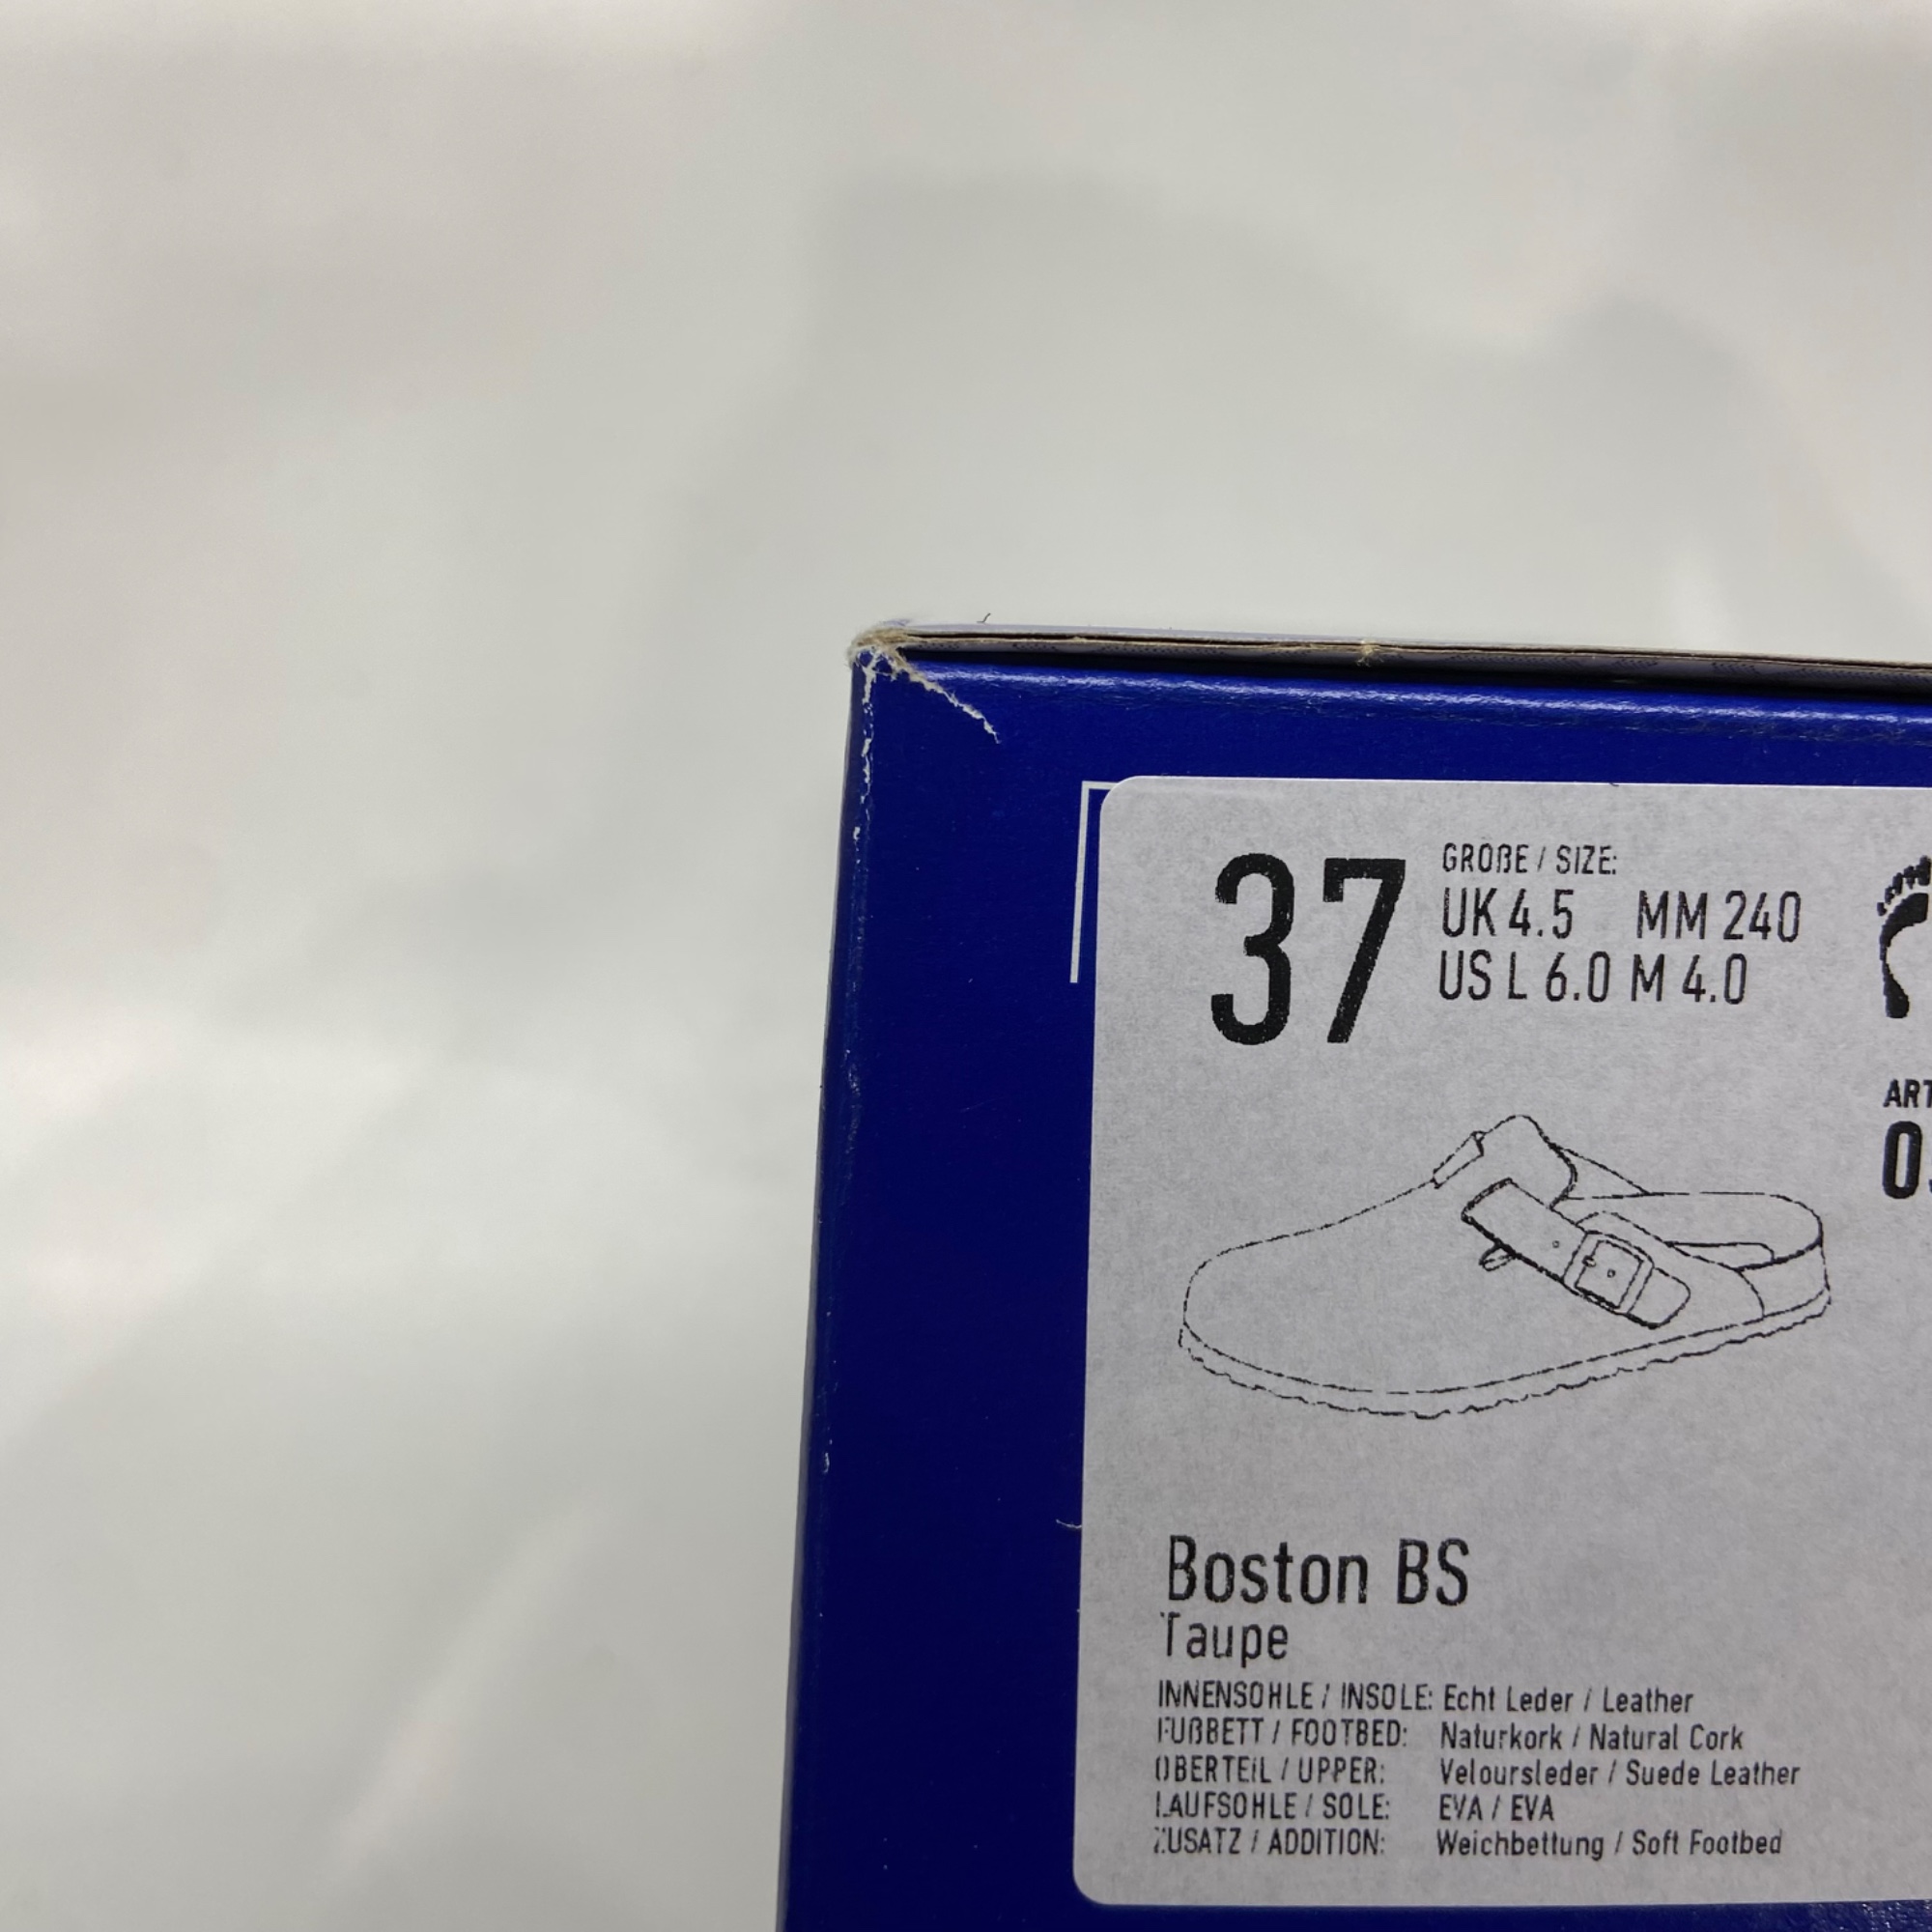 37
GRÖßE / SIZE:
UK 4.5 MM 240
US L 6.0 M 4.0
ART
Boston BS
Taupe
INNENSOHLE / INSOLE: Echt Leder / Leather
FUßBETT / FOOTBED: Naturkork / Natural Cork
OBERTEIL / UPPER: Veloursleder / Suede Leather
LAUFSOHLE / SOLE: EVA / EVA
ZUSATZ / ADDITION: Weichbettung / Soft Footbed